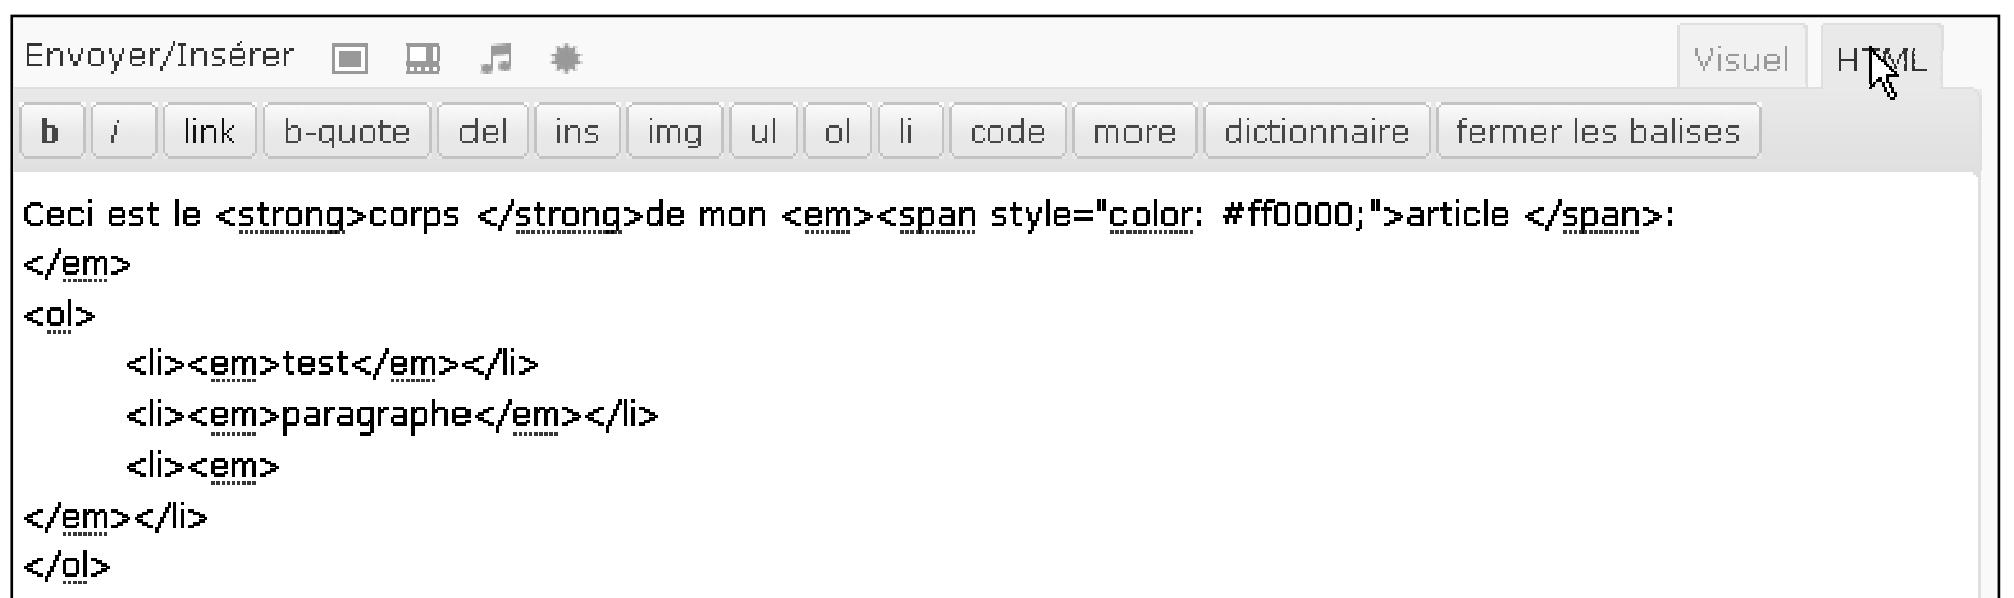 Envoyer/Insérer Visuel HTML
b i link b-quote del ins img ul ol li code more dictionnaire fermer les balises
Ceci est le <strong>corps </strong>de mon <em><span style="color: #ff0000;">article </span>:
</em>
<ol>
<li><em>test</em></li>
<li><em>paragraphe</em></li>
<li><em>
</em></li>
</ol>